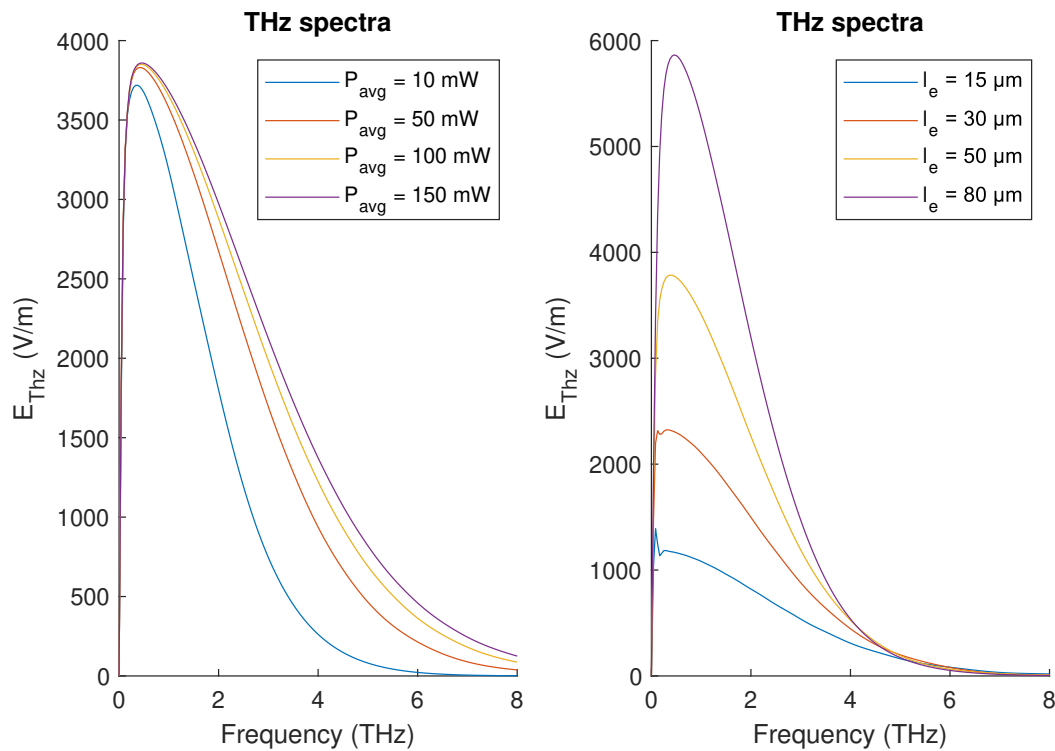 THz spectra
4000
3500
3000
2500
2000
1500
1000
500
0
E_Thz (V/m)
0 2 4 6 8
Frequency (THz)
P_avg = 10 mW
P_avg = 50 mW
P_avg = 100 mW
P_avg = 150 mW
THz spectra
6000
5000
4000
3000
2000
1000
0
E_Thz (V/m)
0 2 4 6 8
Frequency (THz)
l_e = 15 µm
l_e = 30 µm
l_e = 50 µm
l_e = 80 µm